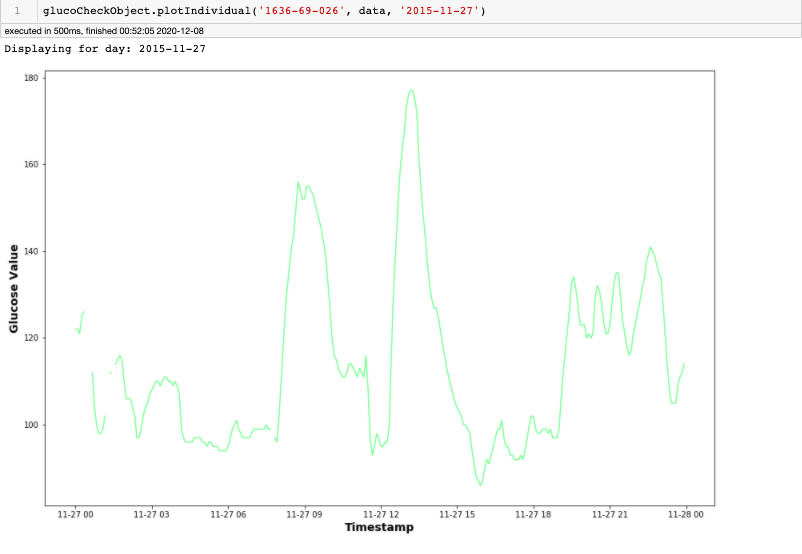 1 glucoCheckObject.plotIndividual('1636-69-026', data, '2015-11-27')
executed in 500ms, finished 00:52:05 2020-12-08
Displaying for day: 2015-11-27
180
160
140
120
100
Glucose Value
11-27 00 11-27 03 11-27 06 11-27 09 11-27 12 11-27 15 11-27 18 11-27 21 11-28 00
Timestamp